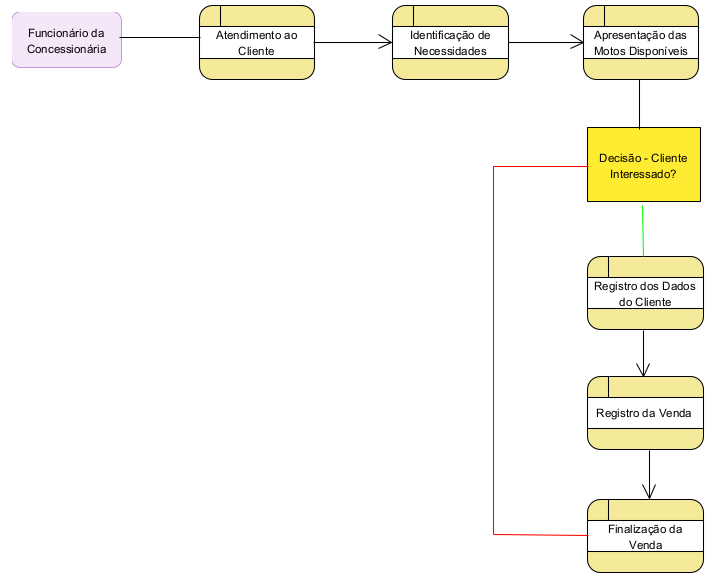 Funcionário da
Concessionária
Atendimento ao
Cliente
Identificação de
Necessidades
Apresentação das
Motos Disponíveis
Decisão - Cliente
Interessado?
Registro dos Dados
do Cliente
Registro da Venda
Finalização da
Venda